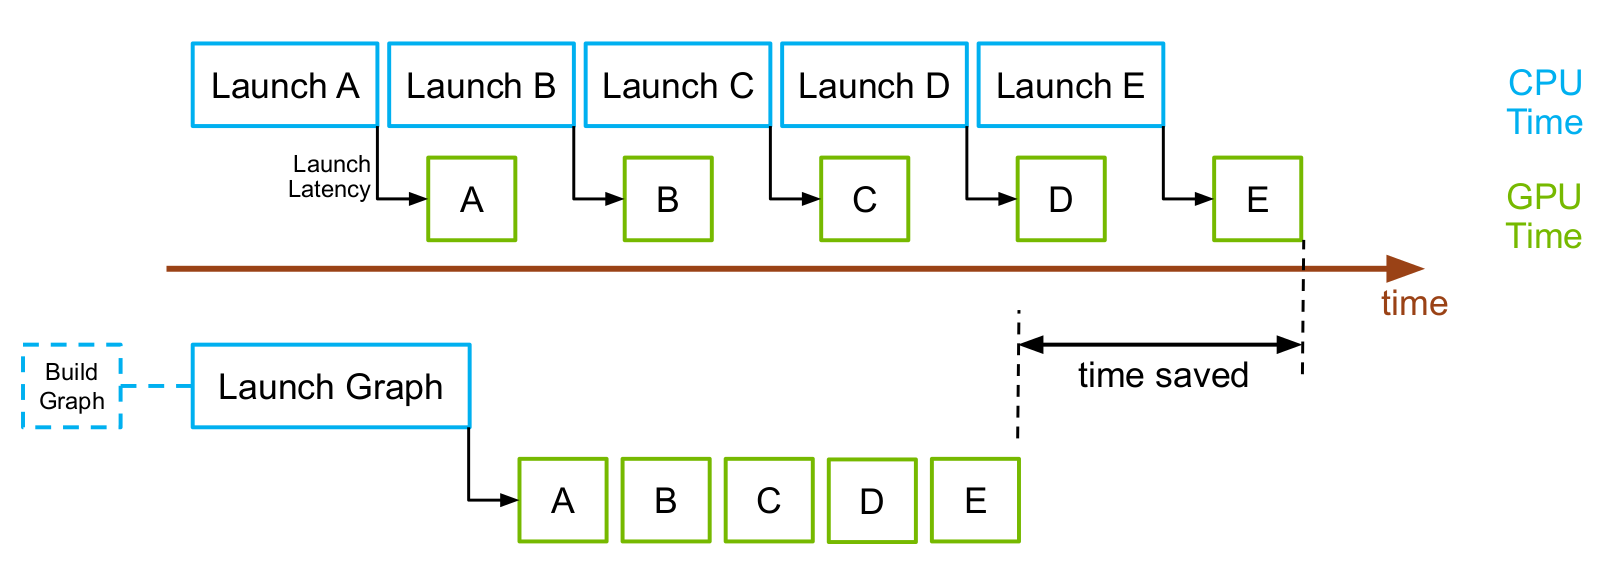 Launch A
Launch B
Launch C
Launch D
Launch E
CPU
Time
Launch
Latency
A
B
C
D
E
GPU
Time
time
Build
Graph
Launch Graph
time saved
A
B
C
D
E